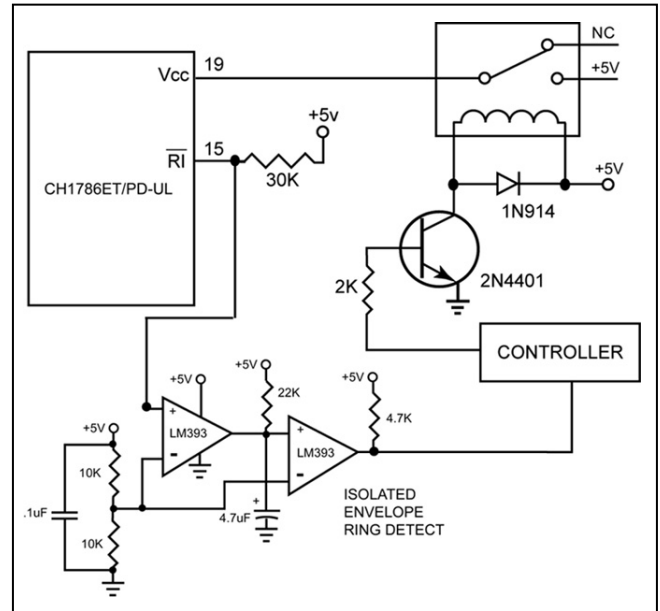 NC
Vcc
19
+5V
+5v
RI
15
30K
CH1786ET/PD-UL
+5V
1N914
2N4401
2K
CONTROLLER
+5V
+5V
22K
+5V
4.7K
+
LM393
-
+5V
10K
+
LM393
-
.1uF
10K
+
4.7uF
ISOLATED
ENVELOPE
RING DETECT